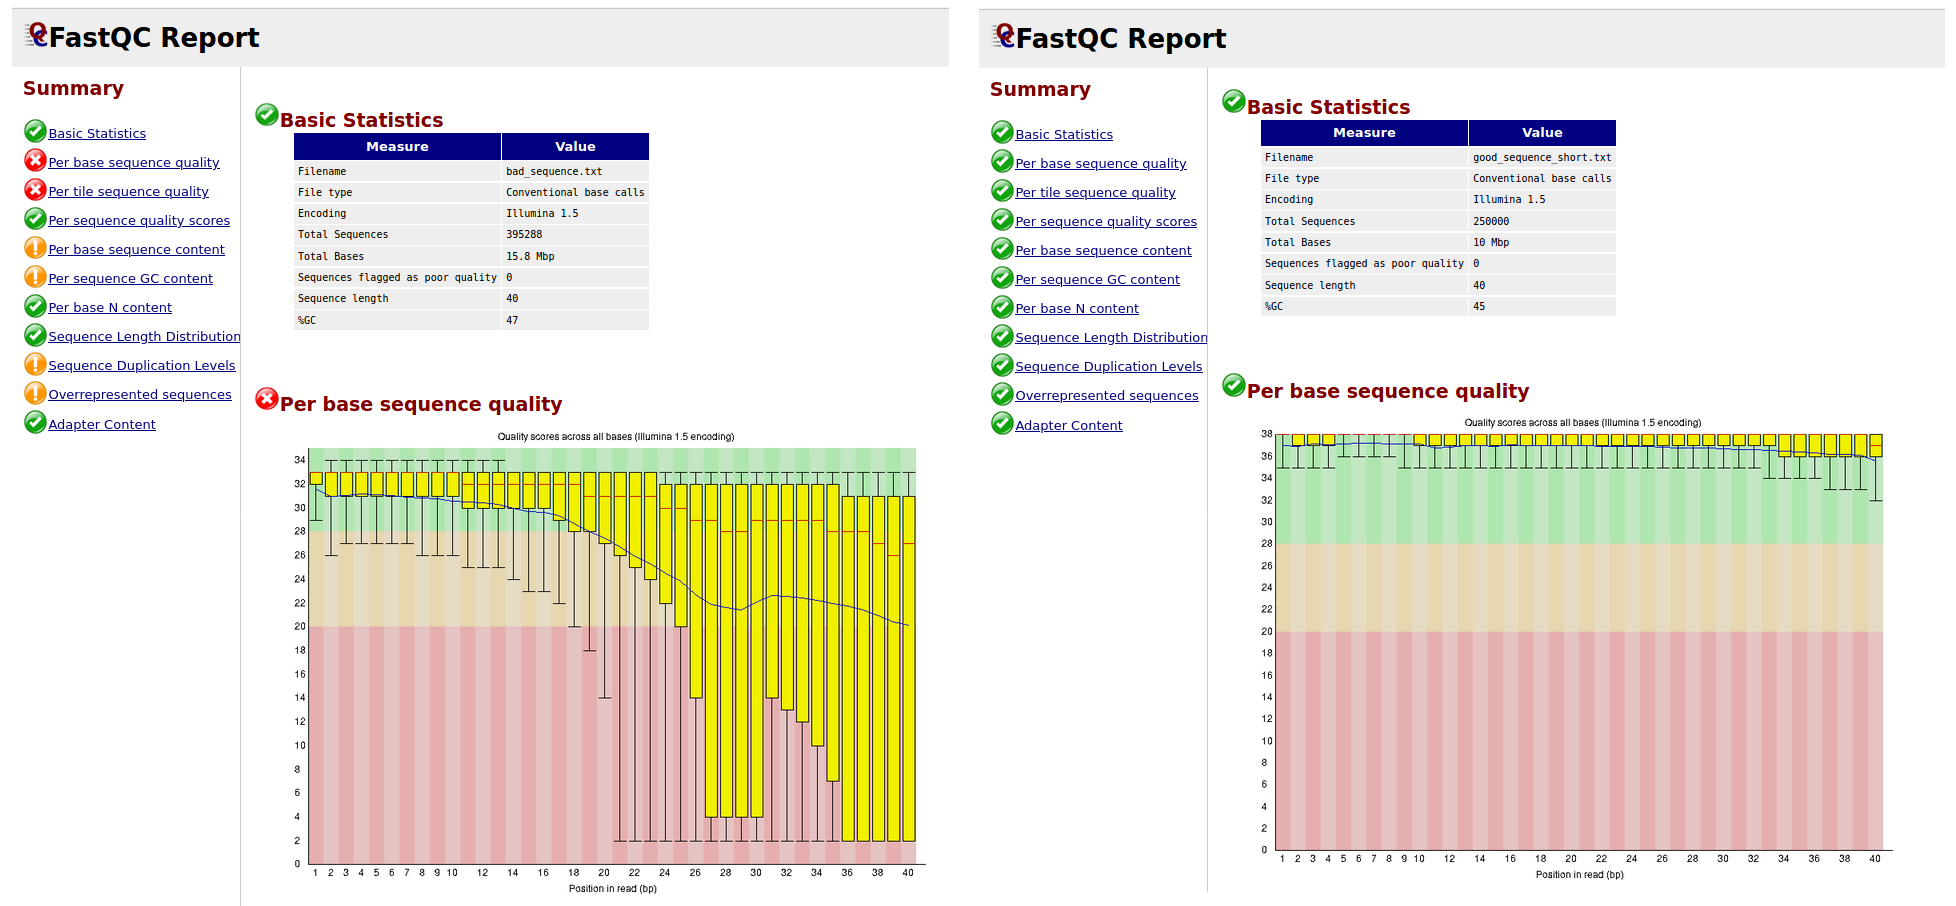 FastQC Report
Summary
Basic Statistics
Per base sequence quality
Per tile sequence quality
Per sequence quality scores
Per base sequence content
Per sequence GC content
Per base N content
Sequence Length Distribution
Sequence Duplication Levels
Overrepresented sequences
Adapter Content
Basic Statistics
Measure Value
Filename bad_sequence.txt
File type Conventional base calls
Encoding Illumina 1.5
Total Sequences 395288
Total Bases 15.8 Mbp
Sequences flagged as poor quality 0
Sequence length 40
%GC 47
Per base sequence quality
Quality scores across all bases (Illumina 1.5 encoding)
34
32
30
28
26
24
22
20
18
16
14
12
10
8
6
4
2
0
1 2 3 4 5 6 7 8 9 10 12 14 16 18 20 22 24 26 28 30 32 34 36 38 40
Position in read (bp)
FastQC Report
Summary
Basic Statistics
Per base sequence quality
Per tile sequence quality
Per sequence quality scores
Per base sequence content
Per sequence GC content
Per base N content
Sequence Length Distribution
Sequence Duplication Levels
Overrepresented sequences
Adapter Content
Basic Statistics
Measure Value
Filename good_sequence_short.txt
File type Conventional base calls
Encoding Illumina 1.5
Total Sequences 250000
Total Bases 10 Mbp
Sequences flagged as poor quality 0
Sequence length 40
%GC 45
Per base sequence quality
Quality scores across all bases (Illumina 1.5 encoding)
38
36
34
32
30
28
26
24
22
20
18
16
14
12
10
8
6
4
2
0
1 2 3 4 5 6 7 8 9 10 12 14 16 18 20 22 24 26 28 30 32 34 36 38 40
Position in read (bp)